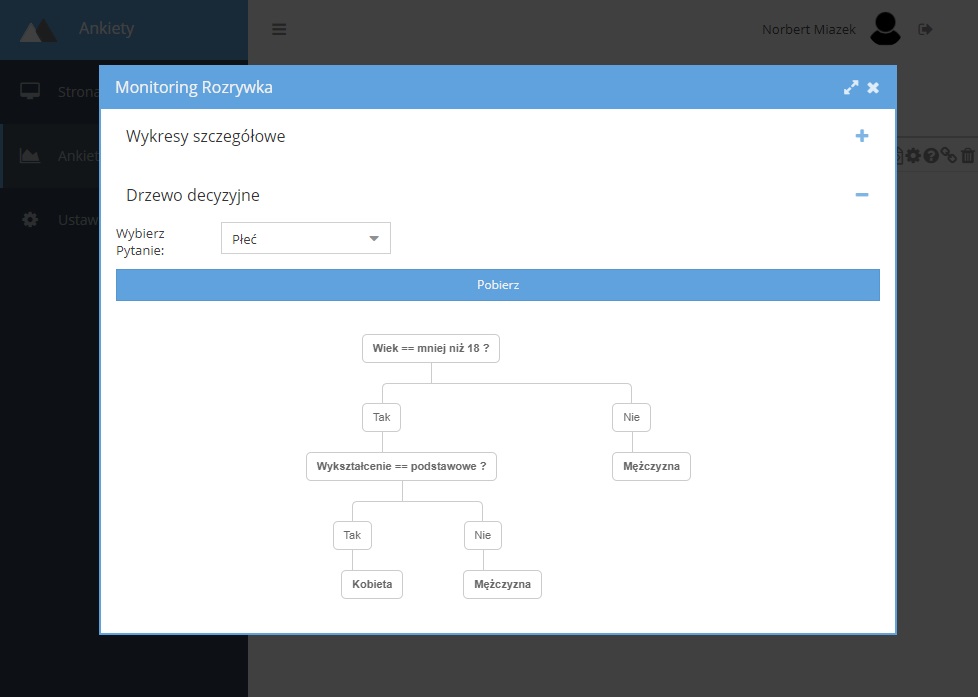 Ankiety
Norbert Miazek
Monitoring Rozrywka
Strona
Wykresy szczegółowe
Ankiet
Drzewo decyzyjne
Ustaw
Wybierz
Pytanie:
Płeć
Pobierz
Wiek == mniej niż 18 ?
Tak
Nie
Wykształcenie == podstawowe ?
Mężczyzna
Tak
Nie
Kobieta
Mężczyzna